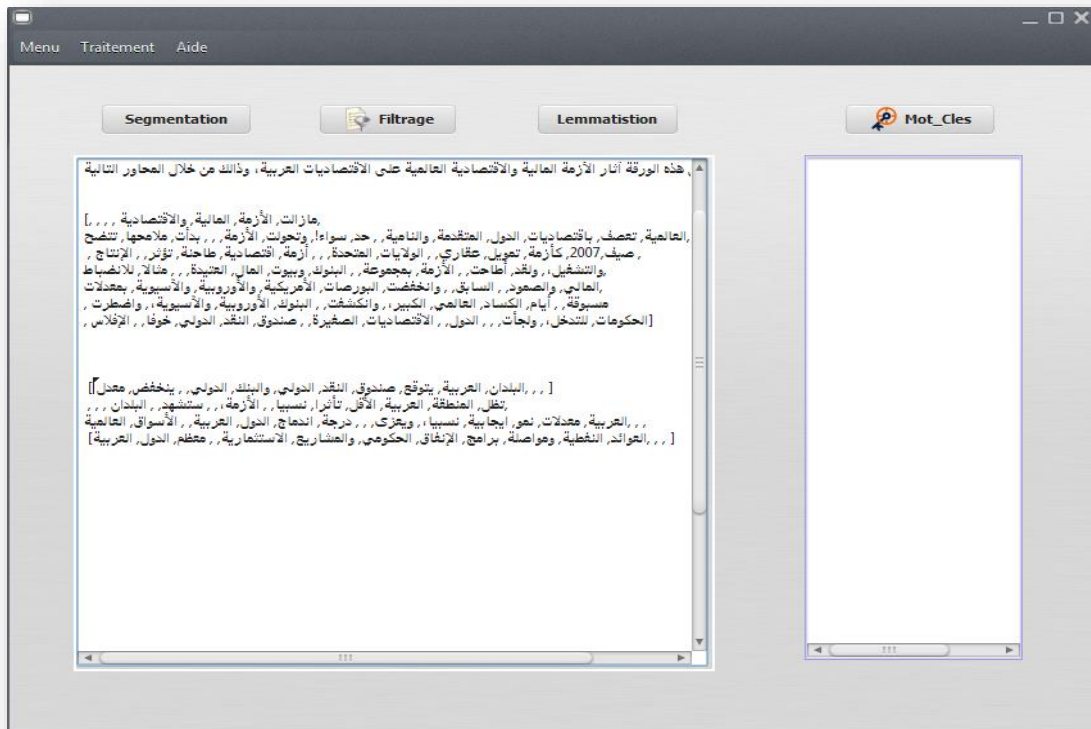 Menu Traitement Aide
Segmentation Filtrage Lemmatistion Mot_Cles
هذه الورقة آثار الأزمة المالية والاقتصادية العالمية على الاقتصاديات العربية، وذالك من خلال المحاور التالية
[, , , , مازالت, الأزمة, المالية, والاقتصادية,
العالمية, تعصف, باقتصاديات, الدول, المتقدمة, والنامية, , حد, سواء!, وتحولت, الأزمة, , , بدأت, ملامحها, تتضح,
, صيف,2007, كأزمة, تمويل, عقاري, , الولايات, المتحدة, , , أزمة, اقتصادية, طاحنة, تؤثر, , الإنتاج,
والتشغيل،, ولقد, أطاحت, , الأزمة, بمجموعة, , البنوك, وبيوت, المال, العتيدة, , , مثالا, للانضباط,
المالي, والصمود, , السابق, , وانخفضت, البورصات, الأمريكية, والأوروبية, والآسيوية, بمعدلات,
مسبوقة, , أيام, الكساد, العالمي, الكبير،, وانكشفت, , البنوك, الأوروبية, والآسيوية،, واضطرت,
الحكومات, للتدخل،, ولجأت, , , الدول, , الاقتصاديات, الصغيرة, , صندوق, النقد, الدولي, خوفا, , الإفلاس, ]
[ , , ,البلدان, العربية, يتوقع, صندوق, النقد, الدولي, والبنك, الدولي, , ينخفض, معدل]
تظل, المنطقة, العربية, الأقل, تأثرا, نسبيا, , الأزمة،, , ستشهد, , البلدان, , , ,
, , ,العربية, معدلات, نمو, ايجابية, نسبيا،, ويعزى, , , درجة, اندماج, الدول, العربية, , الأسواق, العالمية
[ , , ,العوائد, النفطية, ومواصلة, برامج, الإنفاق, الحكومي, والمشاريع, الاستثمارية, , معظم, الدول, العربية]